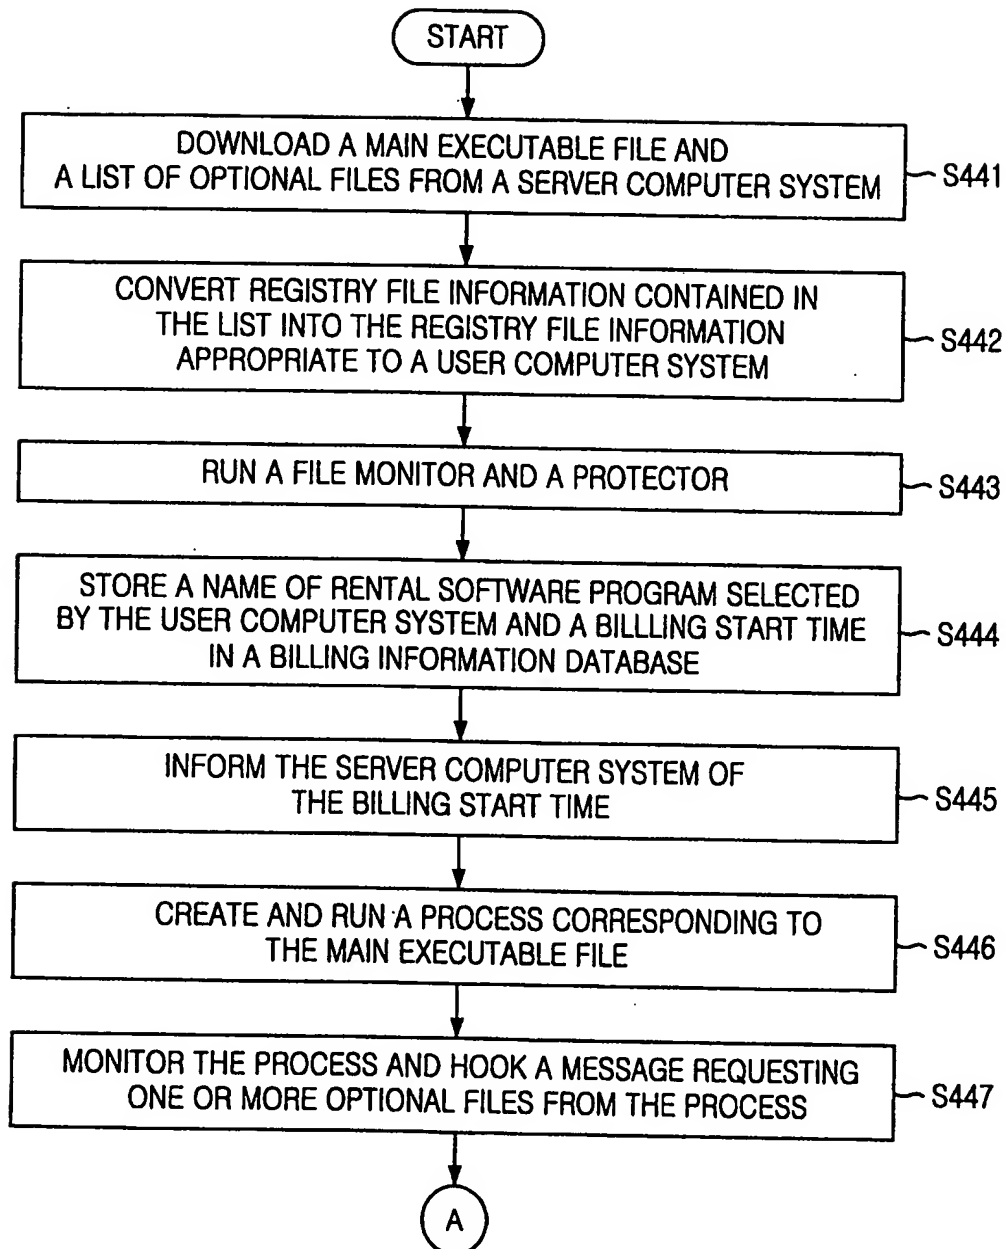 START
DOWNLOAD A MAIN EXECUTABLE FILE AND
A LIST OF OPTIONAL FILES FROM A SERVER COMPUTER SYSTEM
S441
CONVERT REGISTRY FILE INFORMATION CONTAINED IN
THE LIST INTO THE REGISTRY FILE INFORMATION
APPROPRIATE TO A USER COMPUTER SYSTEM
S442
RUN A FILE MONITOR AND A PROTECTOR
S443
STORE A NAME OF RENTAL SOFTWARE PROGRAM SELECTED
BY THE USER COMPUTER SYSTEM AND A BILLLING START TIME
IN A BILLING INFORMATION DATABASE
S444
INFORM THE SERVER COMPUTER SYSTEM OF
THE BILLING START TIME
S445
CREATE AND RUN A PROCESS CORRESPONDING TO
THE MAIN EXECUTABLE FILE
S446
MONITOR THE PROCESS AND HOOK A MESSAGE REQUESTING
ONE OR MORE OPTIONAL FILES FROM THE PROCESS
S447
A